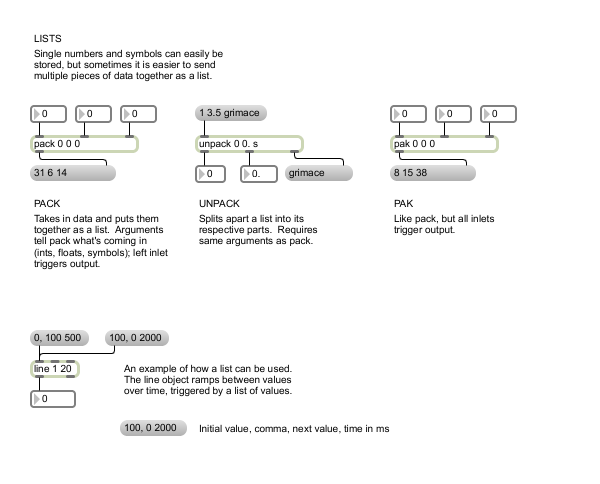 LISTS
Single numbers and symbols can easily be
stored, but sometimes it is easier to send
multiple pieces of data together as a list.
0 0 0
pack 0 0 0
31 6 14
PACK
Takes in data and puts them
together as a list. Arguments
tell pack what's coming in
(ints, floats, symbols); left inlet
triggers output.
1 3.5 grimace
unpack 0 0. s
0 0. grimace
UNPACK
Splits apart a list into its
respective parts. Requires
same arguments as pack.
0 0 0
pak 0 0 0
8 15 38
PAK
Like pack, but all inlets
trigger output.
0, 100 500 100, 0 2000
line 1 20
0
An example of how a list can be used.
The line object ramps between values
over time, triggered by a list of values.
100, 0 2000 Initial value, comma, next value, time in ms